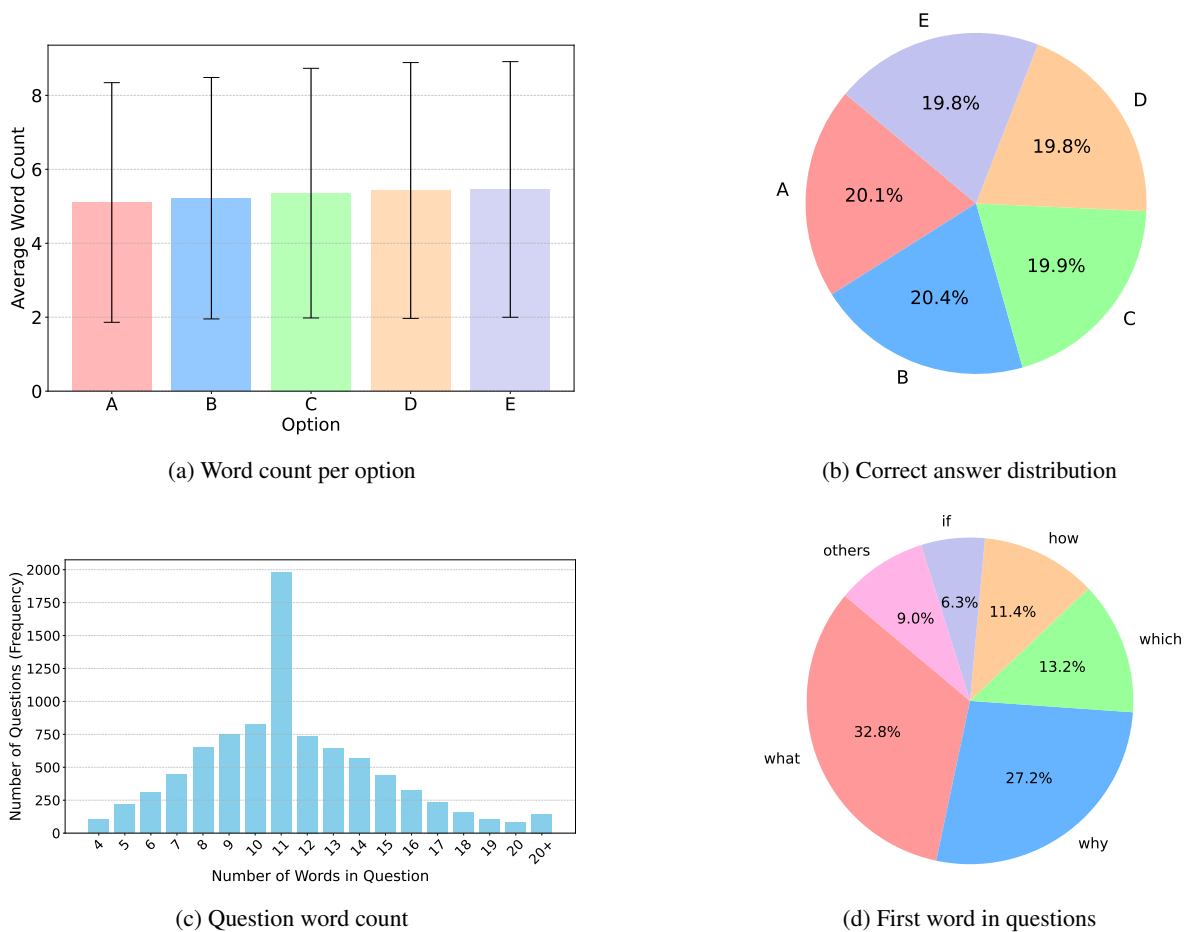 Average Word Count
8
6
4
2
0
A
B
C
D
E
Option
(a) Word count per option
E
19.8%
D
19.8%
A
20.1%
19.9%
C
20.4%
B
(b) Correct answer distribution
Number of Questions (Frequency)
2000
1750
1500
1250
1000
750
500
250
0
4
5
6
7
8
9
10
11
12
13
14
15
16
17
18
19
20
20+
Number of Words in Question
(c) Question word count
if
how
others
6.3%
11.4%
9.0%
which
13.2%
32.8%
what
27.2%
why
(d) First word in questions